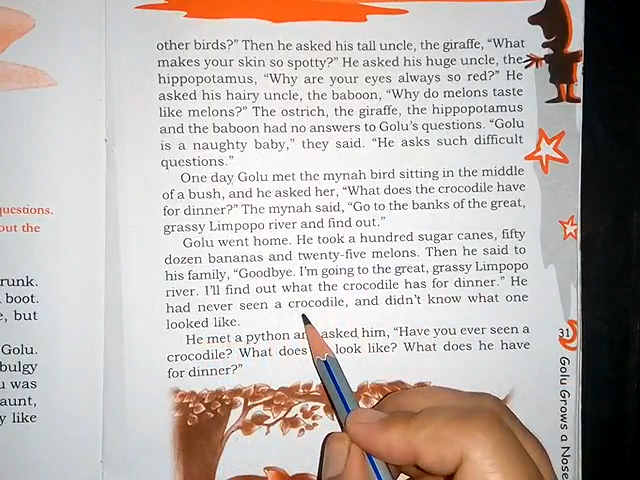 other birds?” Then he asked his tall uncle, the giraffe, “What
makes your skin so spotty?” He asked his huge uncle, the
hippopotamus, “Why are your eyes always so red?” He
asked his hairy uncle, the baboon, “Why do melons taste
like melons?” The ostrich, the giraffe, the hippopotamus
and the baboon had no answers to Golu’s questions. “Golu
is a naughty baby,” they said. “He asks such difficult
questions.”
One day Golu met the mynah bird sitting in the middle
of a bush, and he asked her, “What does the crocodile have
for dinner?” The mynah said, “Go to the banks of the great,
grassy Limpopo river and find out.”
Golu went home. He took a hundred sugar canes, fifty
dozen bananas and twenty-five melons. Then he said to
his family, “Goodbye. I’m going to the great, grassy Limpopo
river. I’ll find out what the crocodile has for dinner.” He
had never seen a crocodile, and didn’t know what one
looked like.
He met a python and asked him, “Have you ever seen a
crocodile? What does look like? What does he have
for dinner?”
31
Golu Grows a Nose
questions.
out the
boot.
e, but
Golu.
bulgy
u was
aunt,
y like